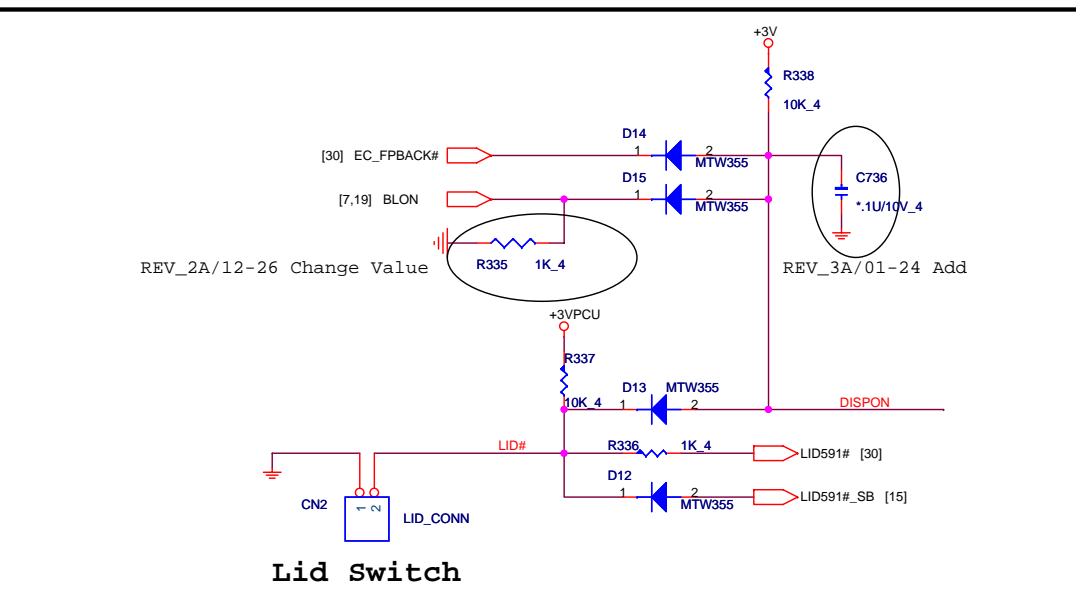 +3V
R338
10K_4
D14
[30] EC_FPBACK#
1
2
MTW355
D15
C736
[7,19] BLON
1
2
MTW355
*.1U/10V_4
REV_2A/12-26 Change Value
R335
1K_4
REV_3A/01-24 Add
+3VPCU
R337
D13
MTW355
10K_4
1
2
DISPON
LID#
R336
1K_4
LID591# [30]
D12
1
2
MTW355
LID591#_SB [15]
CN2
1
2
LID_CONN
Lid Switch